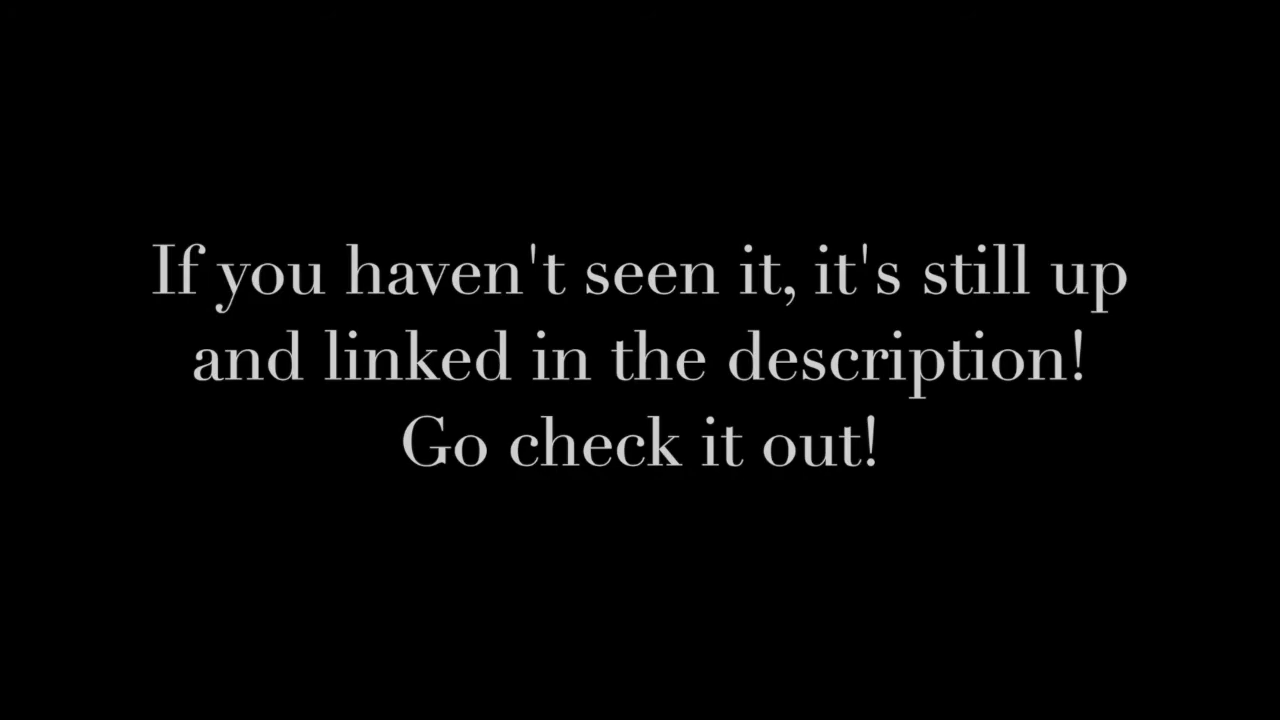 If you haven't seen it, it's still up
and linked in the description!
Go check it out!